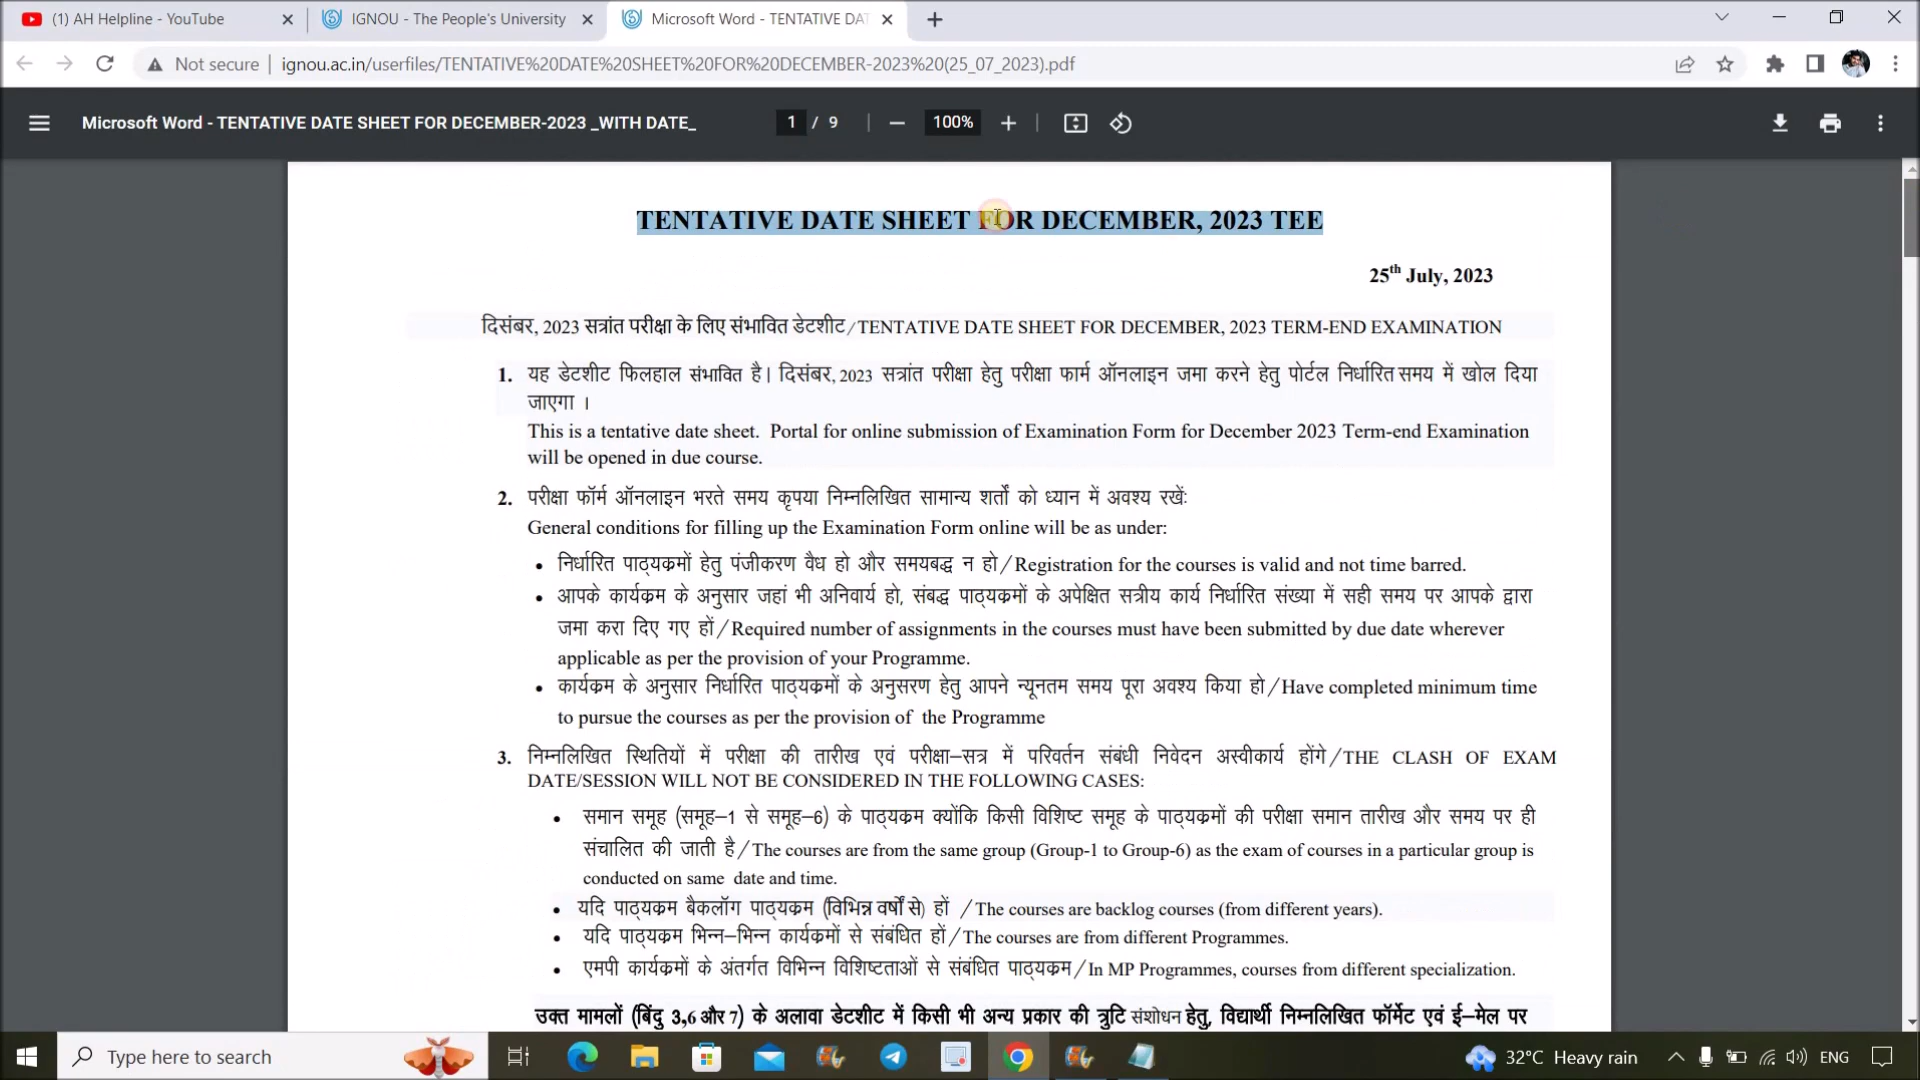 (1) AH Helpline - YouTube
IGNOU - The People's University
Microsoft Word - TENTATIVE DAT
Not secure
ignou.ac.in/userfiles/TENTATIVE%20DATE%20SHEET%20FOR%20DECEMBER-2023%20(25_07_2023).pdf
Microsoft Word - TENTATIVE DATE SHEET FOR DECEMBER-2023 _WITH DATE_
1 / 9
100%
TENTATIVE DATE SHEET FOR DECEMBER, 2023 TEE
25th July, 2023
दिसंबर, 2023 सत्रांत परीक्षा के लिए संभावित डेटशीट/TENTATIVE DATE SHEET FOR DECEMBER, 2023 TERM-END EXAMINATION
1. यह डेटशीट फिलहाल संभावित है। दिसंबर, 2023 सत्रांत परीक्षा हेतु परीक्षा फार्म ऑनलाइन जमा करने हेतु पोर्टल निर्धारित समय में खोल दिया
जाएगा ।
This is a tentative date sheet. Portal for online submission of Examination Form for December 2023 Term-end Examination
will be opened in due course.
2. परीक्षा फॉर्म ऑनलाइन भरते समय कृपया निम्नलिखित सामान्य शर्तों को ध्यान में अवश्य रखें:
General conditions for filling up the Examination Form online will be as under:
• निर्धारित पाठ्यक्रमों हेतु पंजीकरण वैध हो और समयबद्ध न हो/Registration for the courses is valid and not time barred.
• आपके कार्यक्रम के अनुसार जहां भी अनिवार्य हो, संबद्ध पाठ्यक्रमों के अपेक्षित सत्रीय कार्य निर्धारित संख्या में सही समय पर आपके द्वारा
जमा करा दिए गए हों/Required number of assignments in the courses must have been submitted by due date wherever
applicable as per the provision of your Programme.
• कार्यक्रम के अनुसार निर्धारित पाठ्यक्रमों के अनुसरण हेतु आपने न्यूनतम समय पूरा अवश्य किया हो/Have completed minimum time
to pursue the courses as per the provision of the Programme
3. निम्नलिखित स्थितियों में परीक्षा की तारीख एवं परीक्षा–सत्र में परिवर्तन संबंधी निवेदन अस्वीकार्य होंगे/THE CLASH OF EXAM
DATE/SESSION WILL NOT BE CONSIDERED IN THE FOLLOWING CASES:
• समान समूह (समूह–1 से समूह–6) के पाठ्यक्रम क्योंकि किसी विशिष्ट समूह के पाठ्यक्रमों की परीक्षा समान तारीख और समय पर ही
संचालित की जाती है/The courses are from the same group (Group-1 to Group-6) as the exam of courses in a particular group is
conducted on same date and time.
• यदि पाठ्यक्रम बैकलॉग पाठ्यक्रम (विभिन्न वर्षों से) हों /The courses are backlog courses (from different years).
• यदि पाठ्यक्रम भिन्न–भिन्न कार्यक्रमों से संबंधित हों/The courses are from different Programmes.
• एमपी कार्यक्रमों के अंतर्गत विभिन्न विशिष्टताओं से संबंधित पाठ्यक्रम/In MP Programmes, courses from different specialization.
उक्त मामलों (बिंदु 3,6 और 7) के अलावा डेटशीट में किसी भी अन्य प्रकार की त्रुटि संशोधन हेतु, विद्यार्थी निम्नलिखित फॉर्मेट एवं ई–मेल पर
Type here to search
32°C Heavy rain
ENG